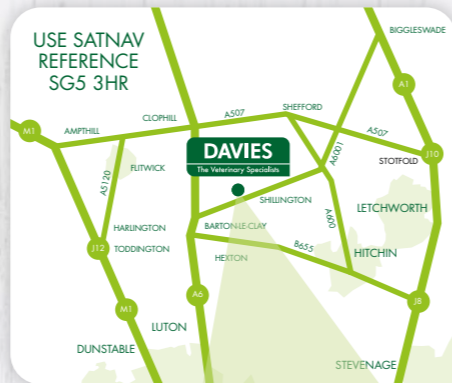 USE SATNAV
REFERENCE
SG5 3HR
BIGGLESWADE
A1
M1
AMPTHILL
CLOPHILL
A507
SHEFFORD
A507
J10
STOTFOLD
A6001
DAVIES
The Veterinary Specialists
FLITWICK
A5120
SHILLINGTON
A600
LETCHWORTH
HARLINGTON
J12
TODDINGTON
BARTON-LE-CLAY
B655
HEXTON
HITCHIN
A6
J8
M1
LUTON
DUNSTABLE
STEVENAGE